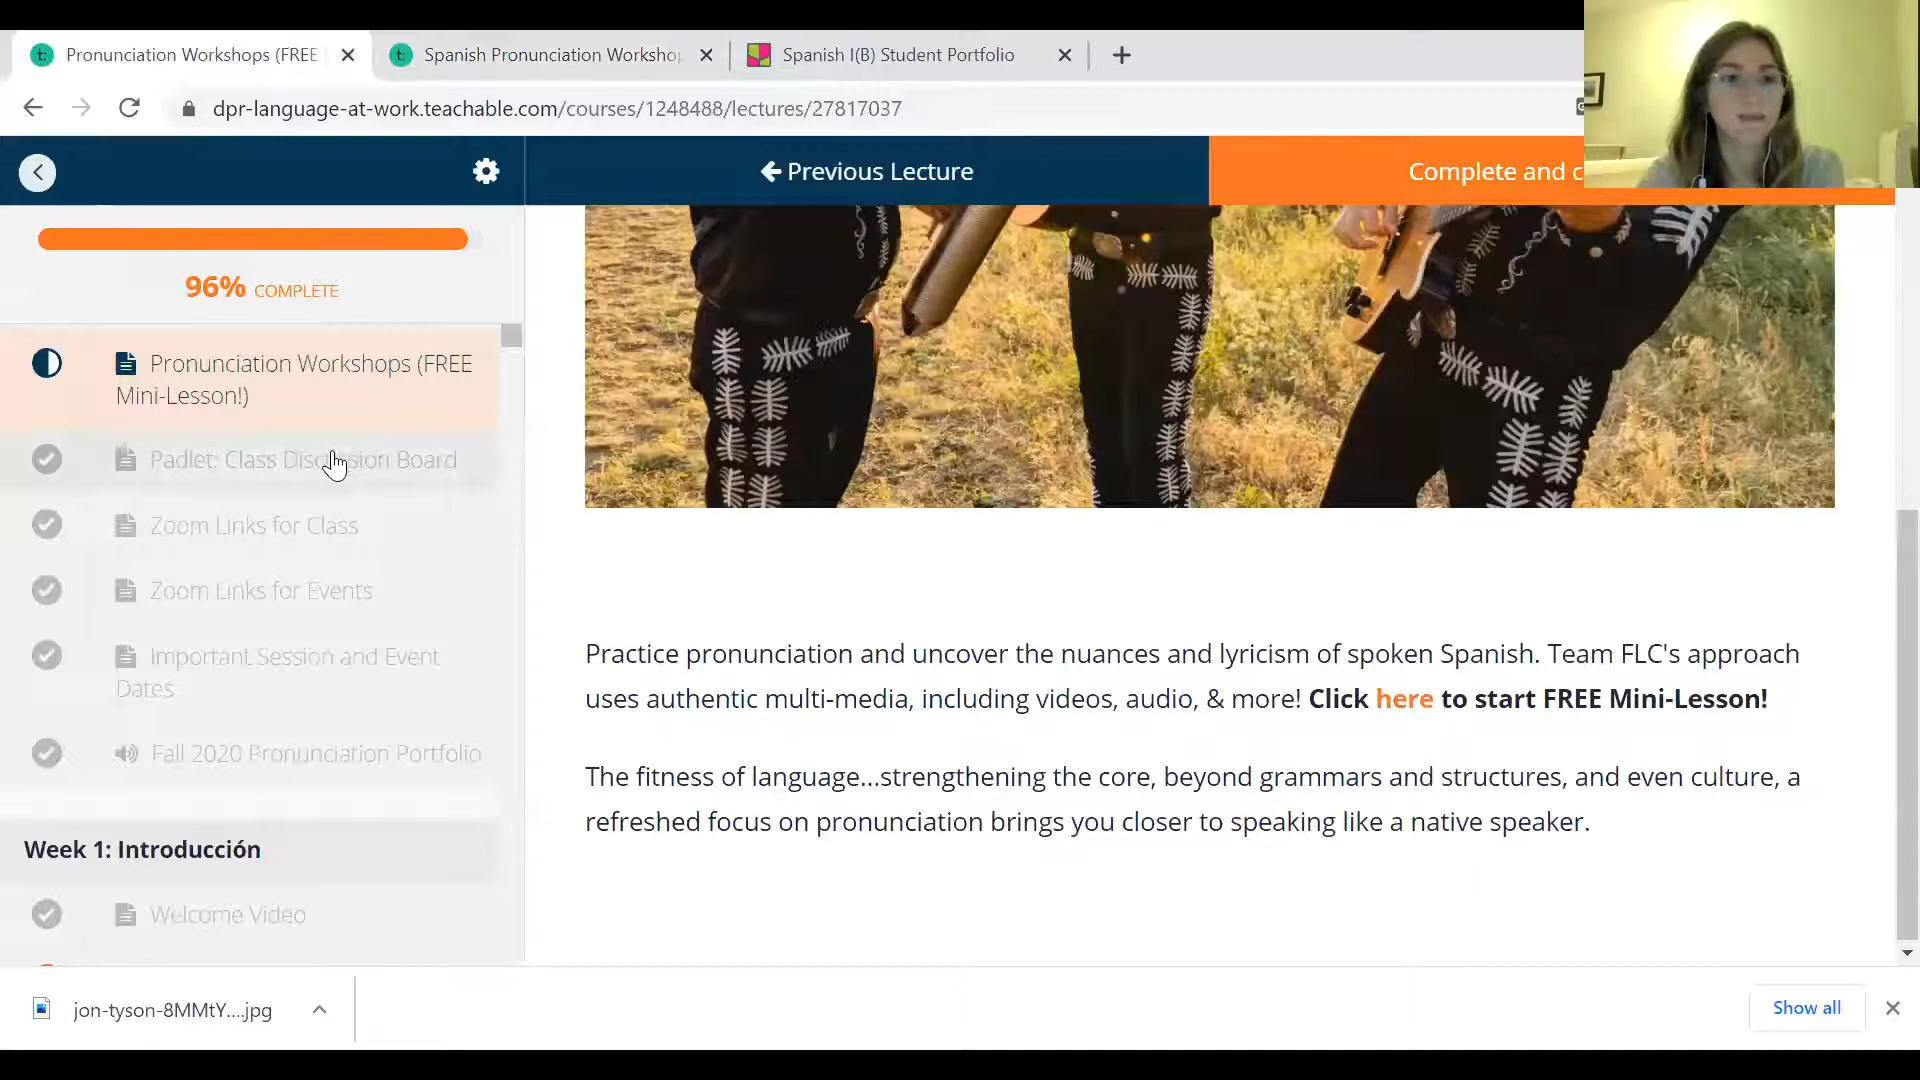 Pronunciation Workshops (FREE
Spanish Pronunciation Worksho
Spanish I(B) Student Portfolio
dpr-language-at-work.teachable.com/courses/1248488/lectures/27817037
Previous Lecture
Complete and c
96% COMPLETE
Pronunciation Workshops (FREE
Mini-Lesson!)
Padlet: Class Discussion Board
Zoom Links for Class
Zoom Links for Events
Important Session and Event
Dates
Fall 2020 Pronunciation Portfolio
Week 1: Introducción
Welcome Video
Practice pronunciation and uncover the nuances and lyricism of spoken Spanish. Team FLC's approach
uses authentic multi-media, including videos, audio, & more! Click here to start FREE Mini-Lesson!
The fitness of language...strengthening the core, beyond grammars and structures, and even culture, a
refreshed focus on pronunciation brings you closer to speaking like a native speaker.
jon-tyson-8MMtY....jpg
Show all